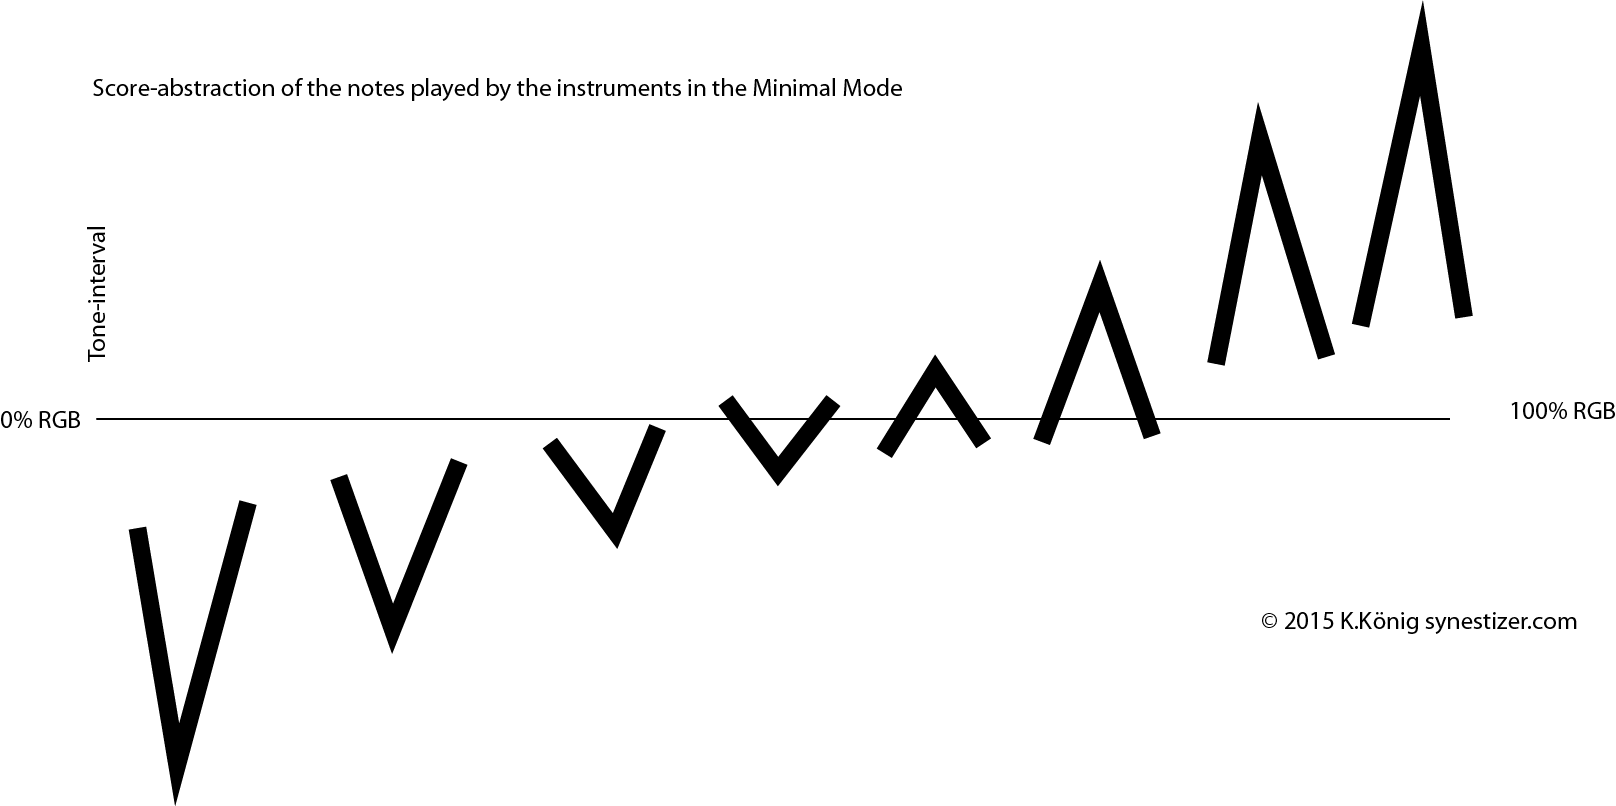 Score-abstraction of the notes played by the instruments in the Minimal Mode
Tone-interval
0% RGB
100% RGB
© 2015 K.König synestizer.com